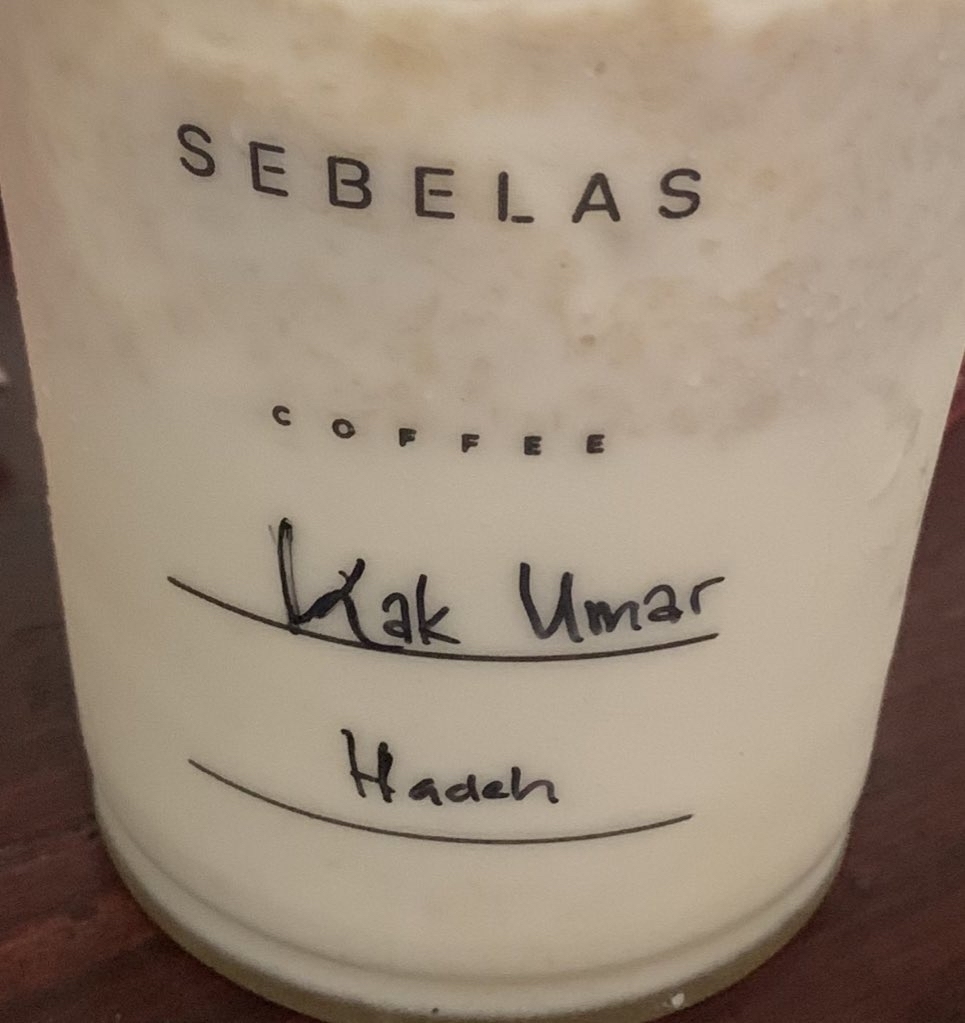 SEBELAS
COFFEE
Kak Umar
Hadeh